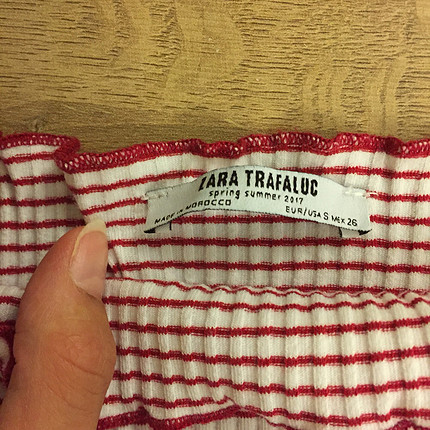 ZARA TRAFALUC
spring summer 2017
MADE IN MOROCCO EUR/USA S MEX 26